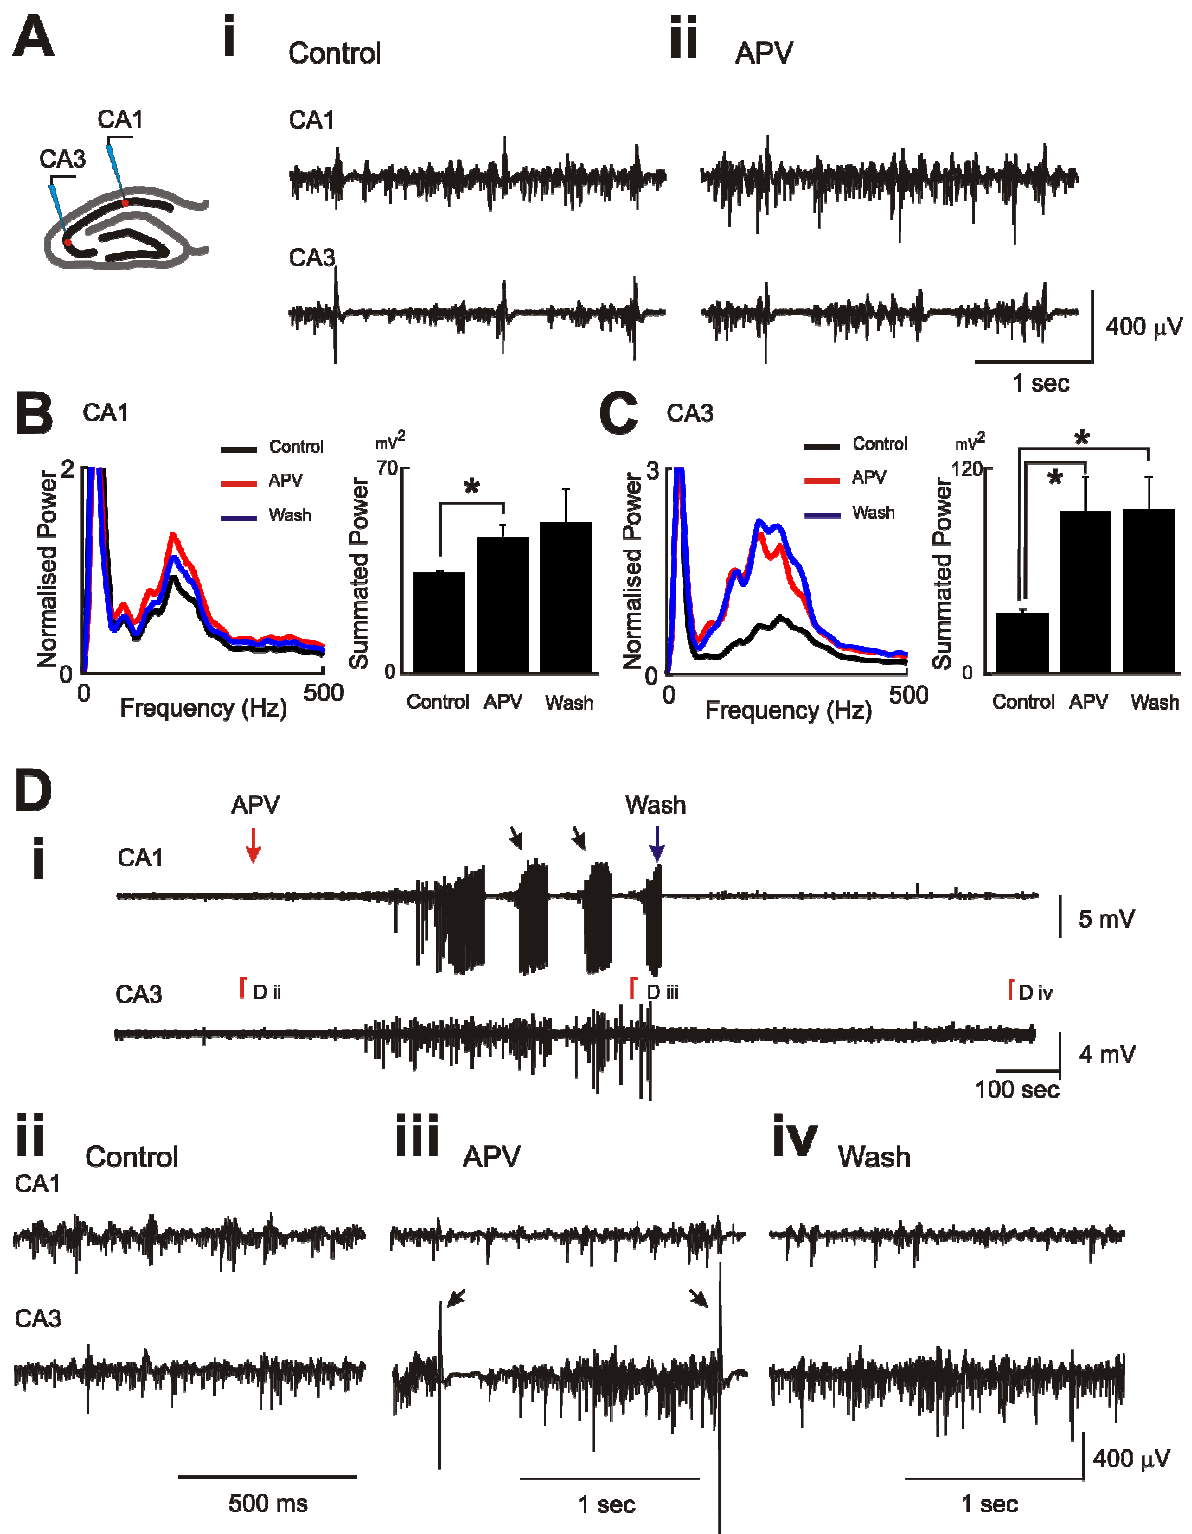 A
i
Control
ii
APV
CA1
CA3
CA1
CA3
400 µV
1 sec
B
CA1
Control
APV
Wash
2
0
Normalised Power
0
500
Frequency (Hz)
mV²
70
0
Summated Power
*
Control
APV
Wash
C
CA3
Control
APV
Wash
3
0
Normalised Power
0
500
Frequency (Hz)
mV²
120
0
Summated Power
*
*
Control
APV
Wash
D
i
APV
Wash
CA1
5 mV
CA3
D ii
D iii
D iv
4 mV
100 sec
ii
Control
iii
APV
iv
Wash
CA1
CA3
400 µV
500 ms
1 sec
1 sec